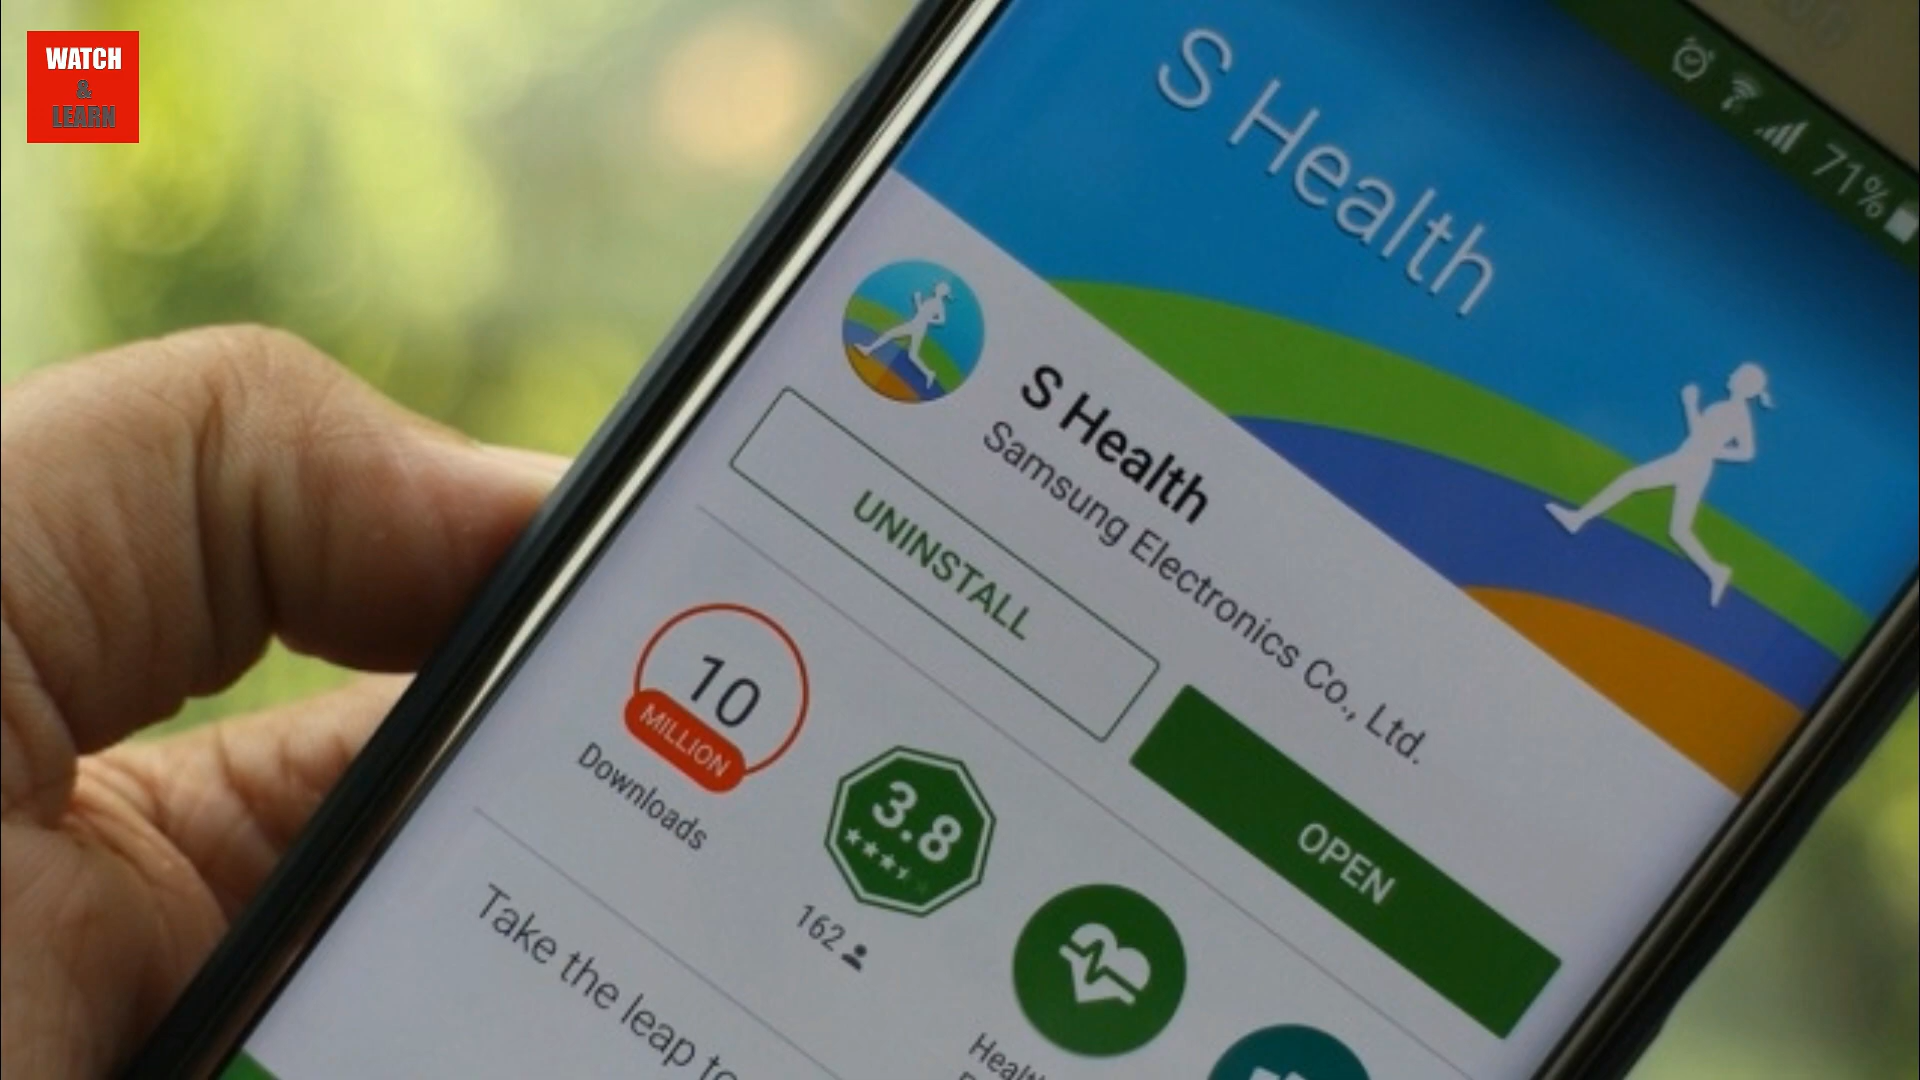 WATCH
&
LEARN
71%
S Health
S Health
Samsung Electronics Co., Ltd.
UNINSTALL
OPEN
10
MILLION
Downloads
3.8
162
Take the leap to